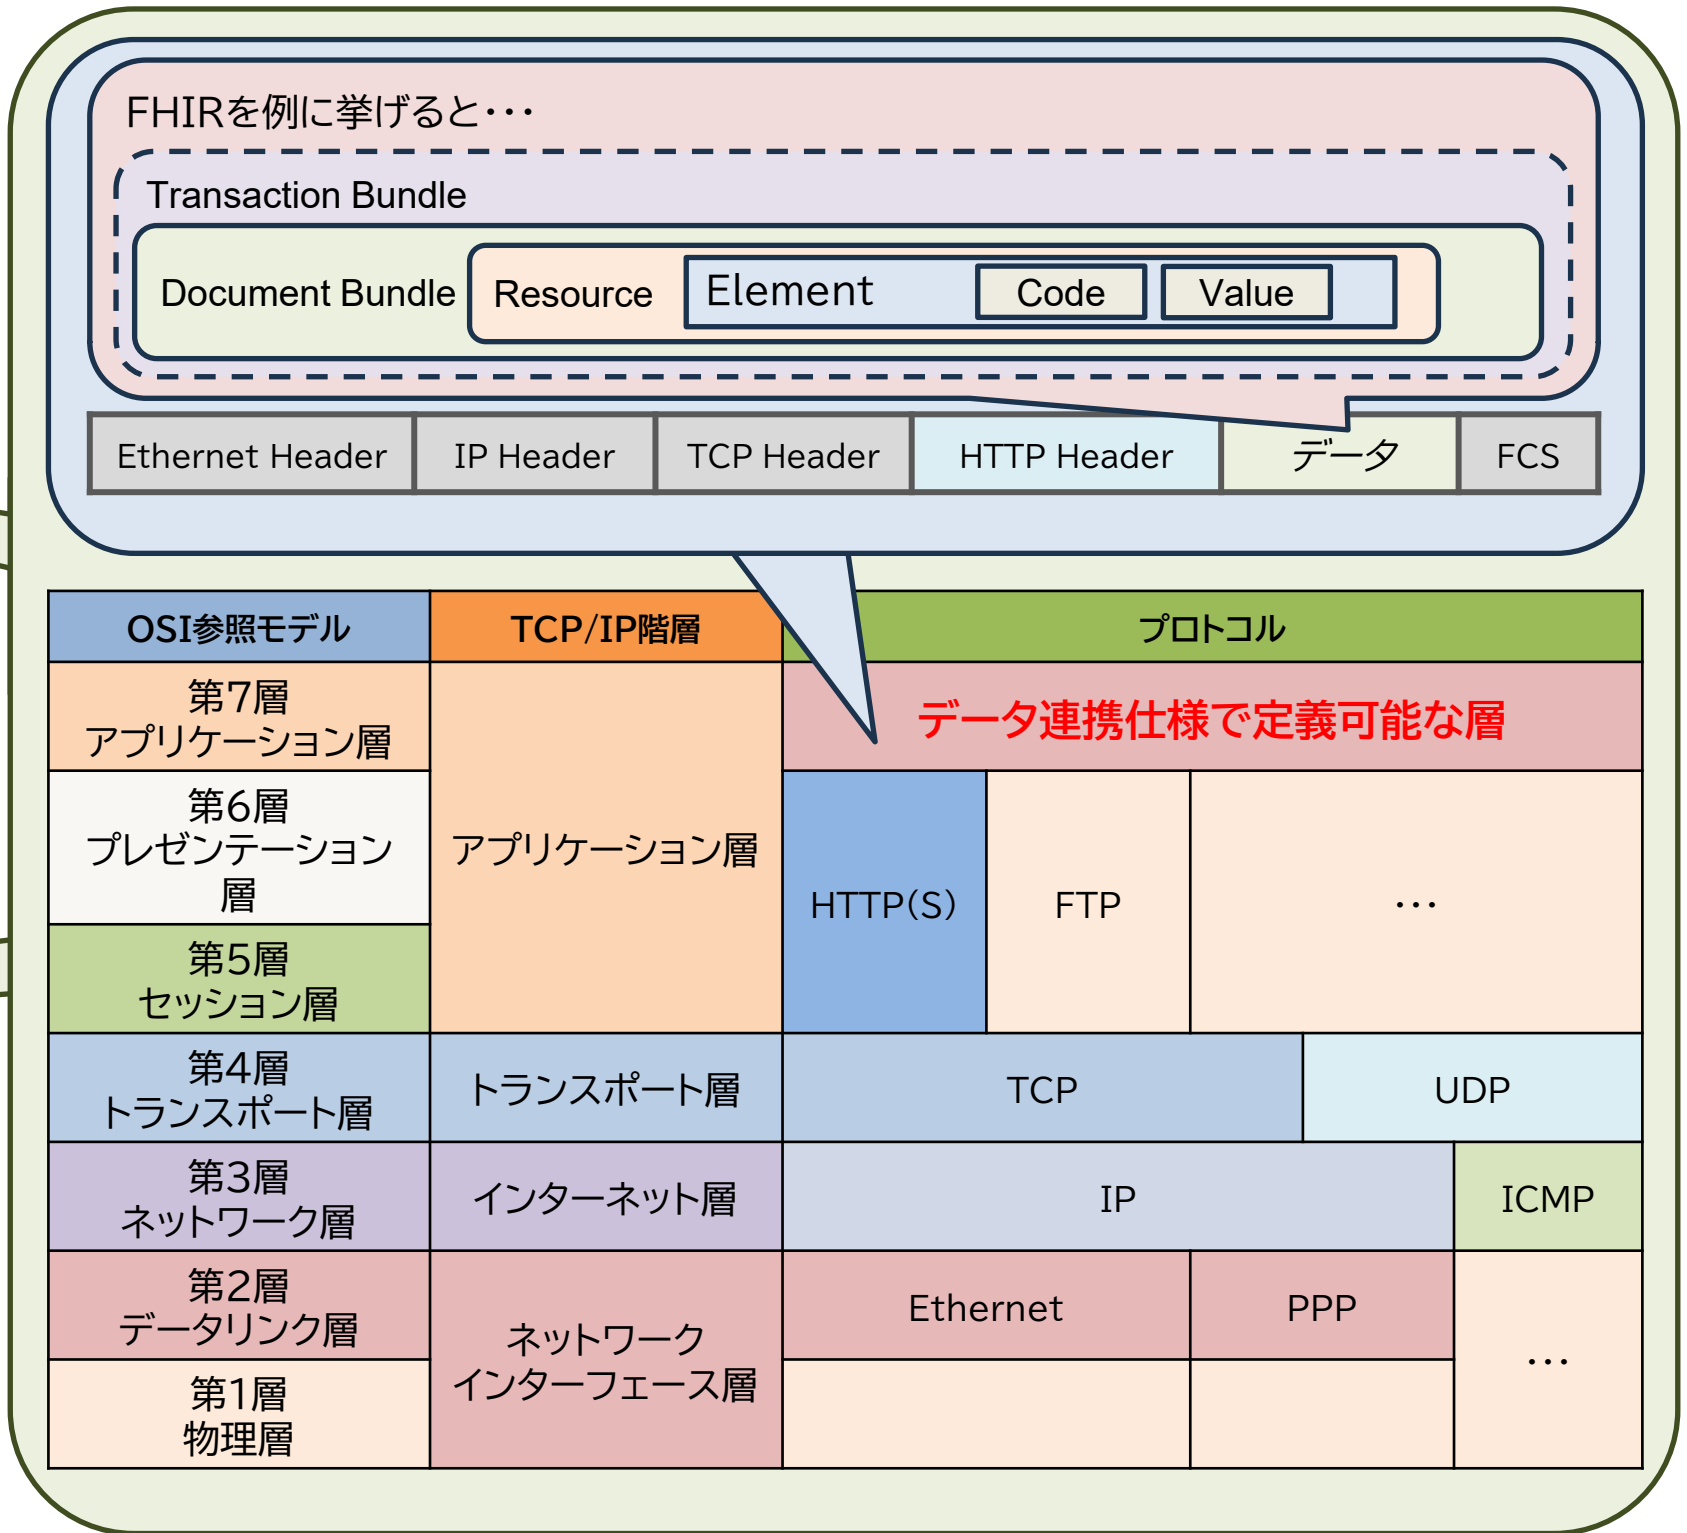 FHIRを例に挙げると・・・
Transaction Bundle
Document Bundle
Resource
Element
Code
Value
Ethernet Header
IP Header
TCP Header
HTTP Header
データ
FCS
OSI参照モデル
TCP/IP階層
プロトコル
第7層
アプリケーション層
アプリケーション層
データ連携仕様で定義可能な層
第6層
プレゼンテーション
層
HTTP(S)
FTP
…
第5層
セッション層
第4層
トランスポート層
トランスポート層
TCP
UDP
第3層
ネットワーク層
インターネット層
IP
ICMP
第2層
データリンク層
ネットワーク
インターフェース層
Ethernet
PPP
…
第1層
物理層